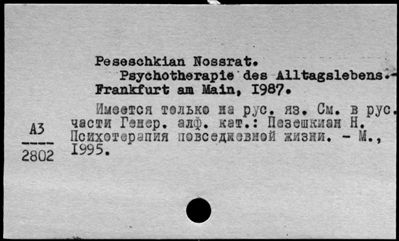 Peseschkian Nossrat.
Psychotherapie des Alltagslebens.-
Frankfurt am Main, 1987.
Имеется только на рус. яз. См. в рус.
части Генер. алф. кат.: Пезешкиан Н.
Психотерапия повседневной жизни. - М.,
1995.
А3
2802